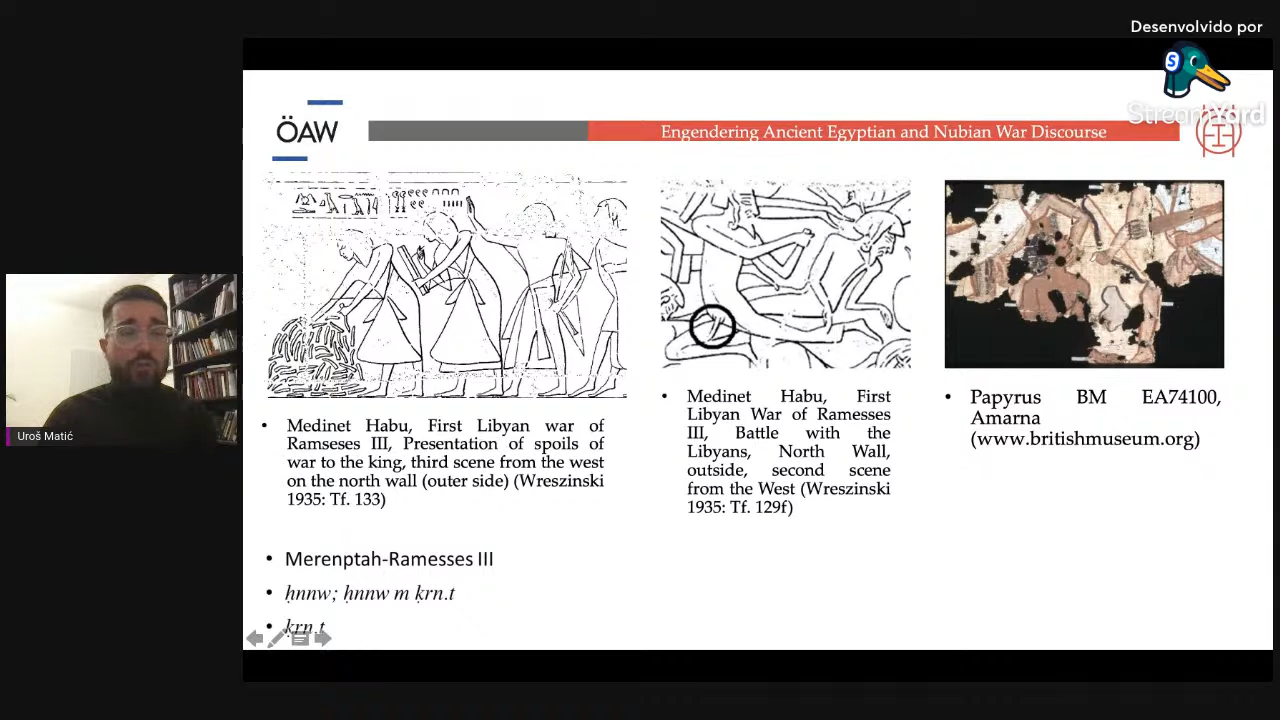 Desenvolvido por
S
StreamYard
ÖAW
Engendering Ancient Egyptian and Nubian War Discourse
• Medinet Habu, First Libyan war of
Ramseses III, Presentation of spoils of
war to the king, third scene from the west
on the north wall (outer side) (Wreszinski
1935: Tf. 133)
• Medinet Habu, First
Libyan War of Ramesses
III, Battle with the
Libyans, North Wall,
outside, second scene
from the West (Wreszinski
1935: Tf. 129f)
• Papyrus BM EA74100,
Amarna
(www.britishmuseum.org)
• Merenptah-Ramesses III
• ḥnnw; ḥnnw m ḳrn.t
• ḳrn.t
Uroš Matić